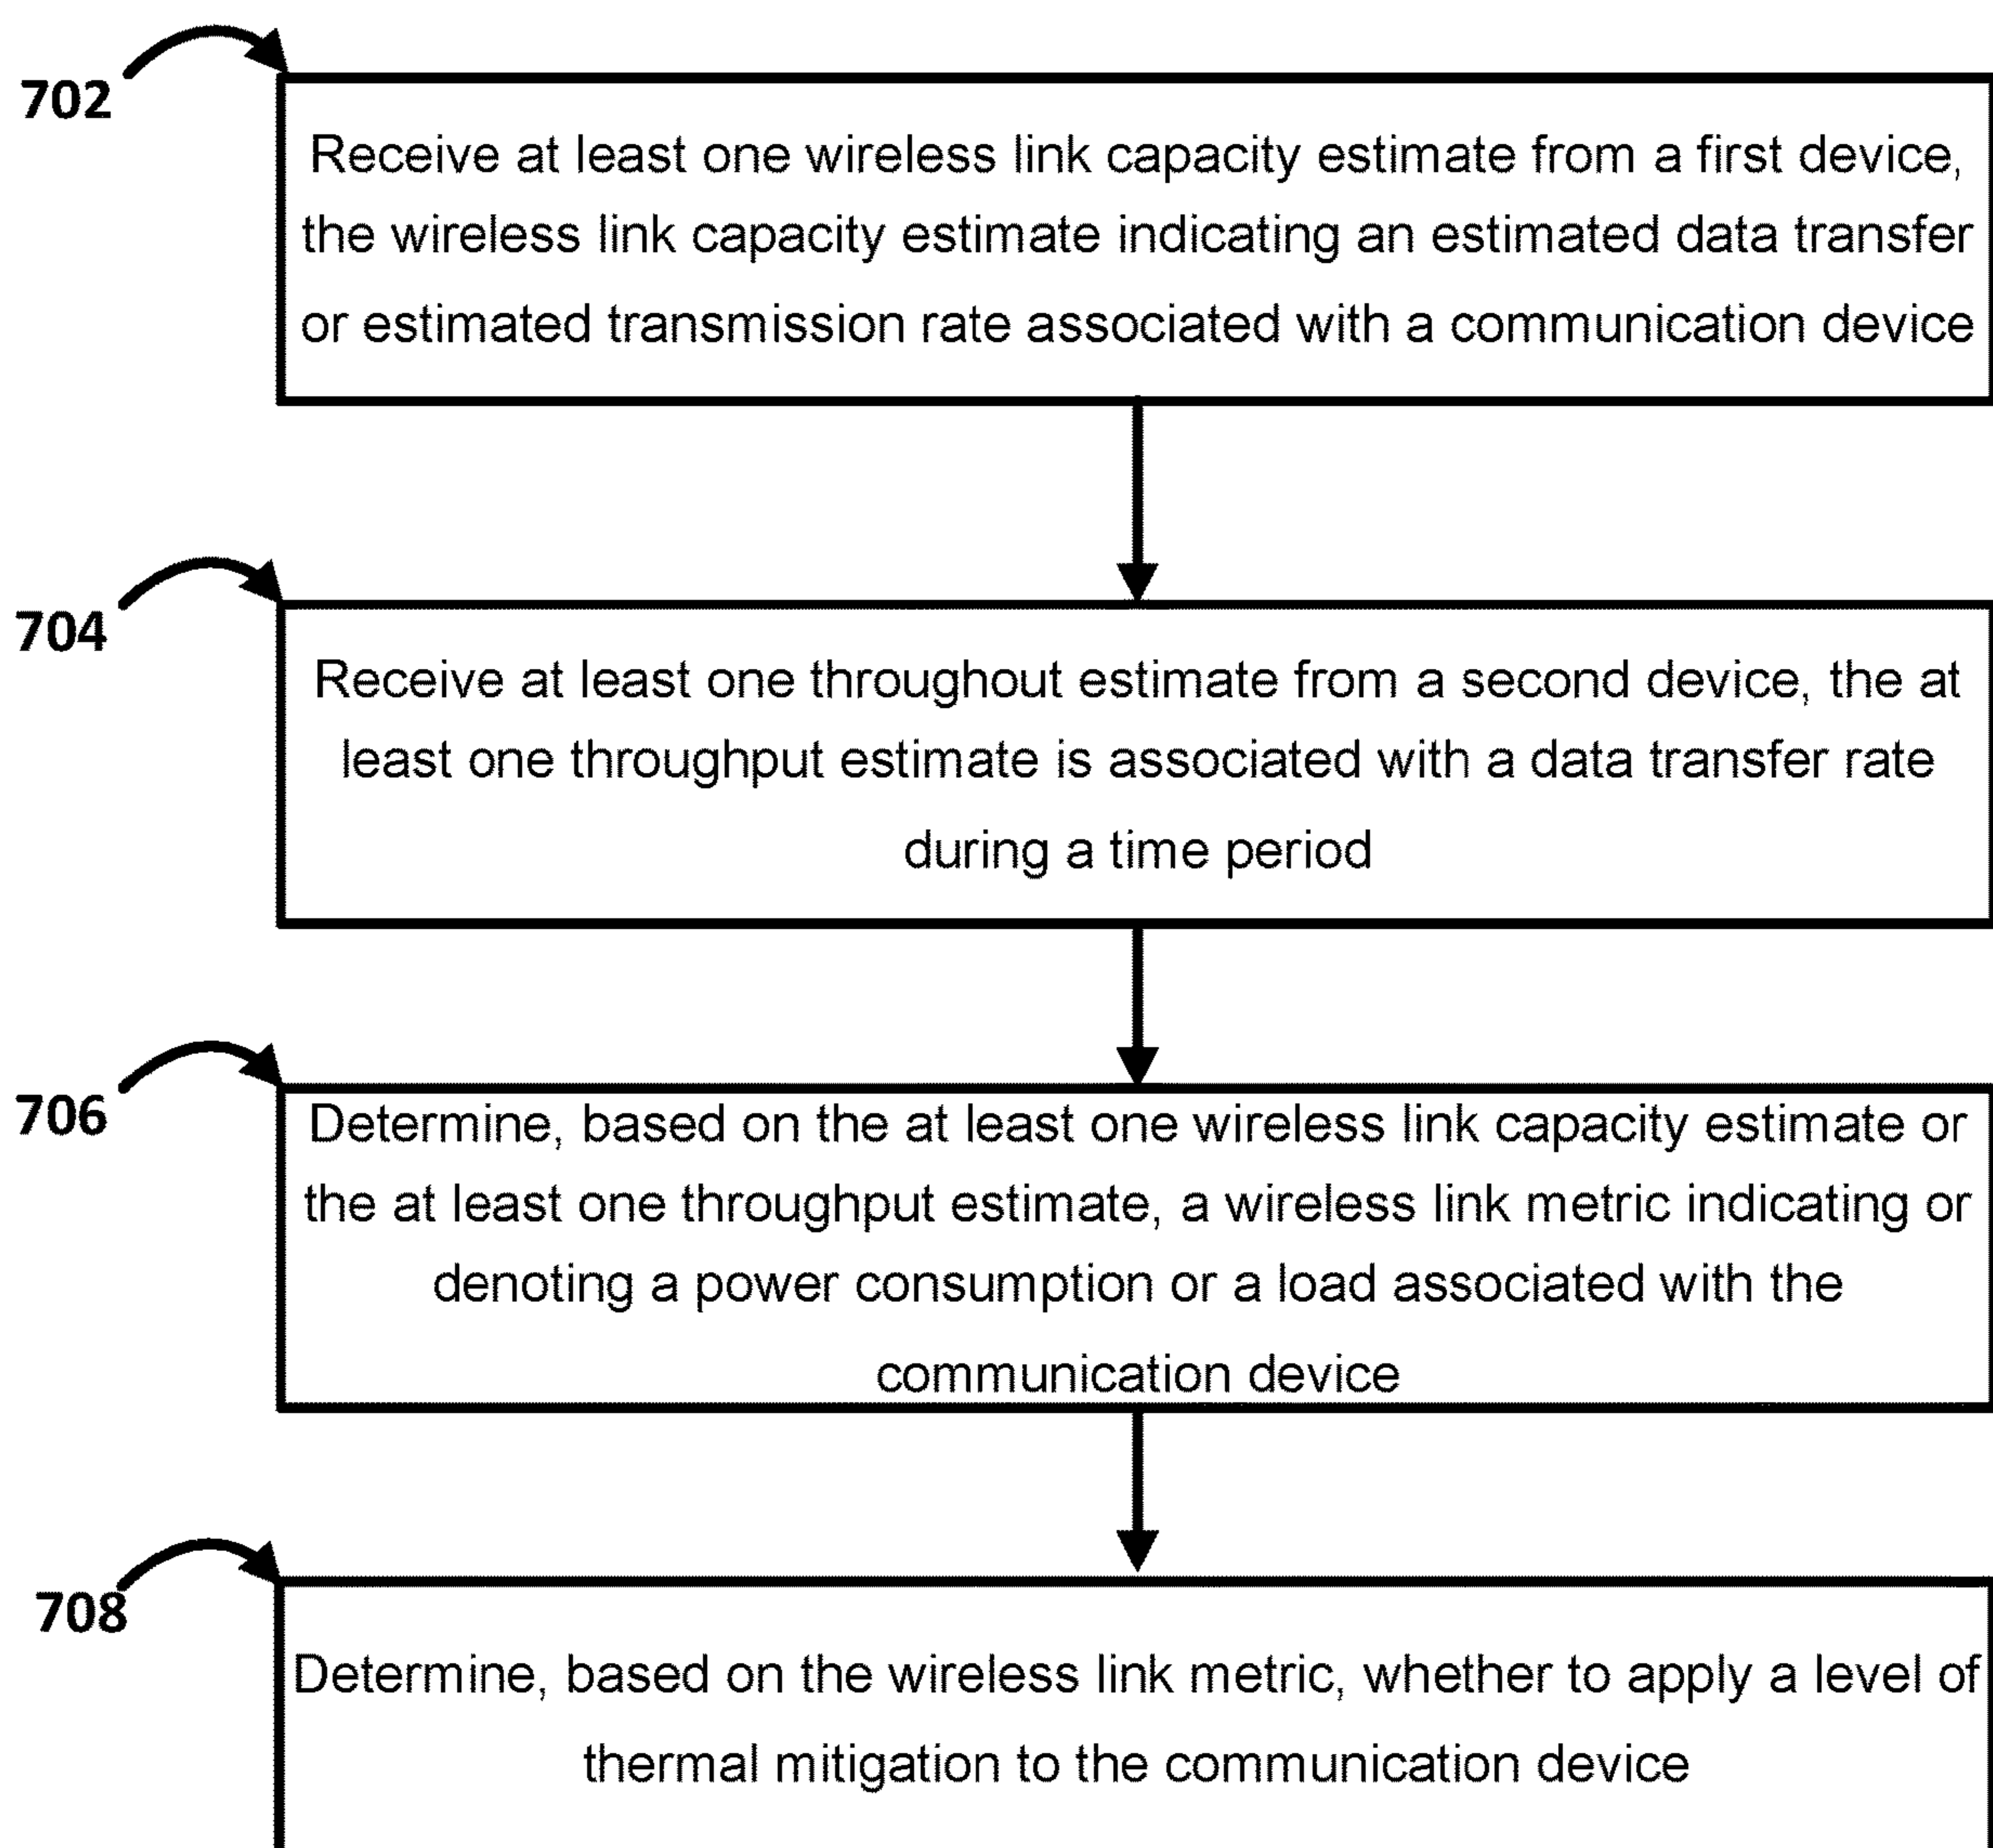 702
Receive at least one wireless link capacity estimate from a first device,
the wireless link capacity estimate indicating an estimated data transfer
or estimated transmission rate associated with a communication device
704
Receive at least one throughout estimate from a second device, the at
least one throughput estimate is associated with a data transfer rate
during a time period
706
Determine, based on the at least one wireless link capacity estimate or
the at least one throughput estimate, a wireless link metric indicating or
denoting a power consumption or a load associated with the
communication device
708
Determine, based on the wireless link metric, whether to apply a level of
thermal mitigation to the communication device